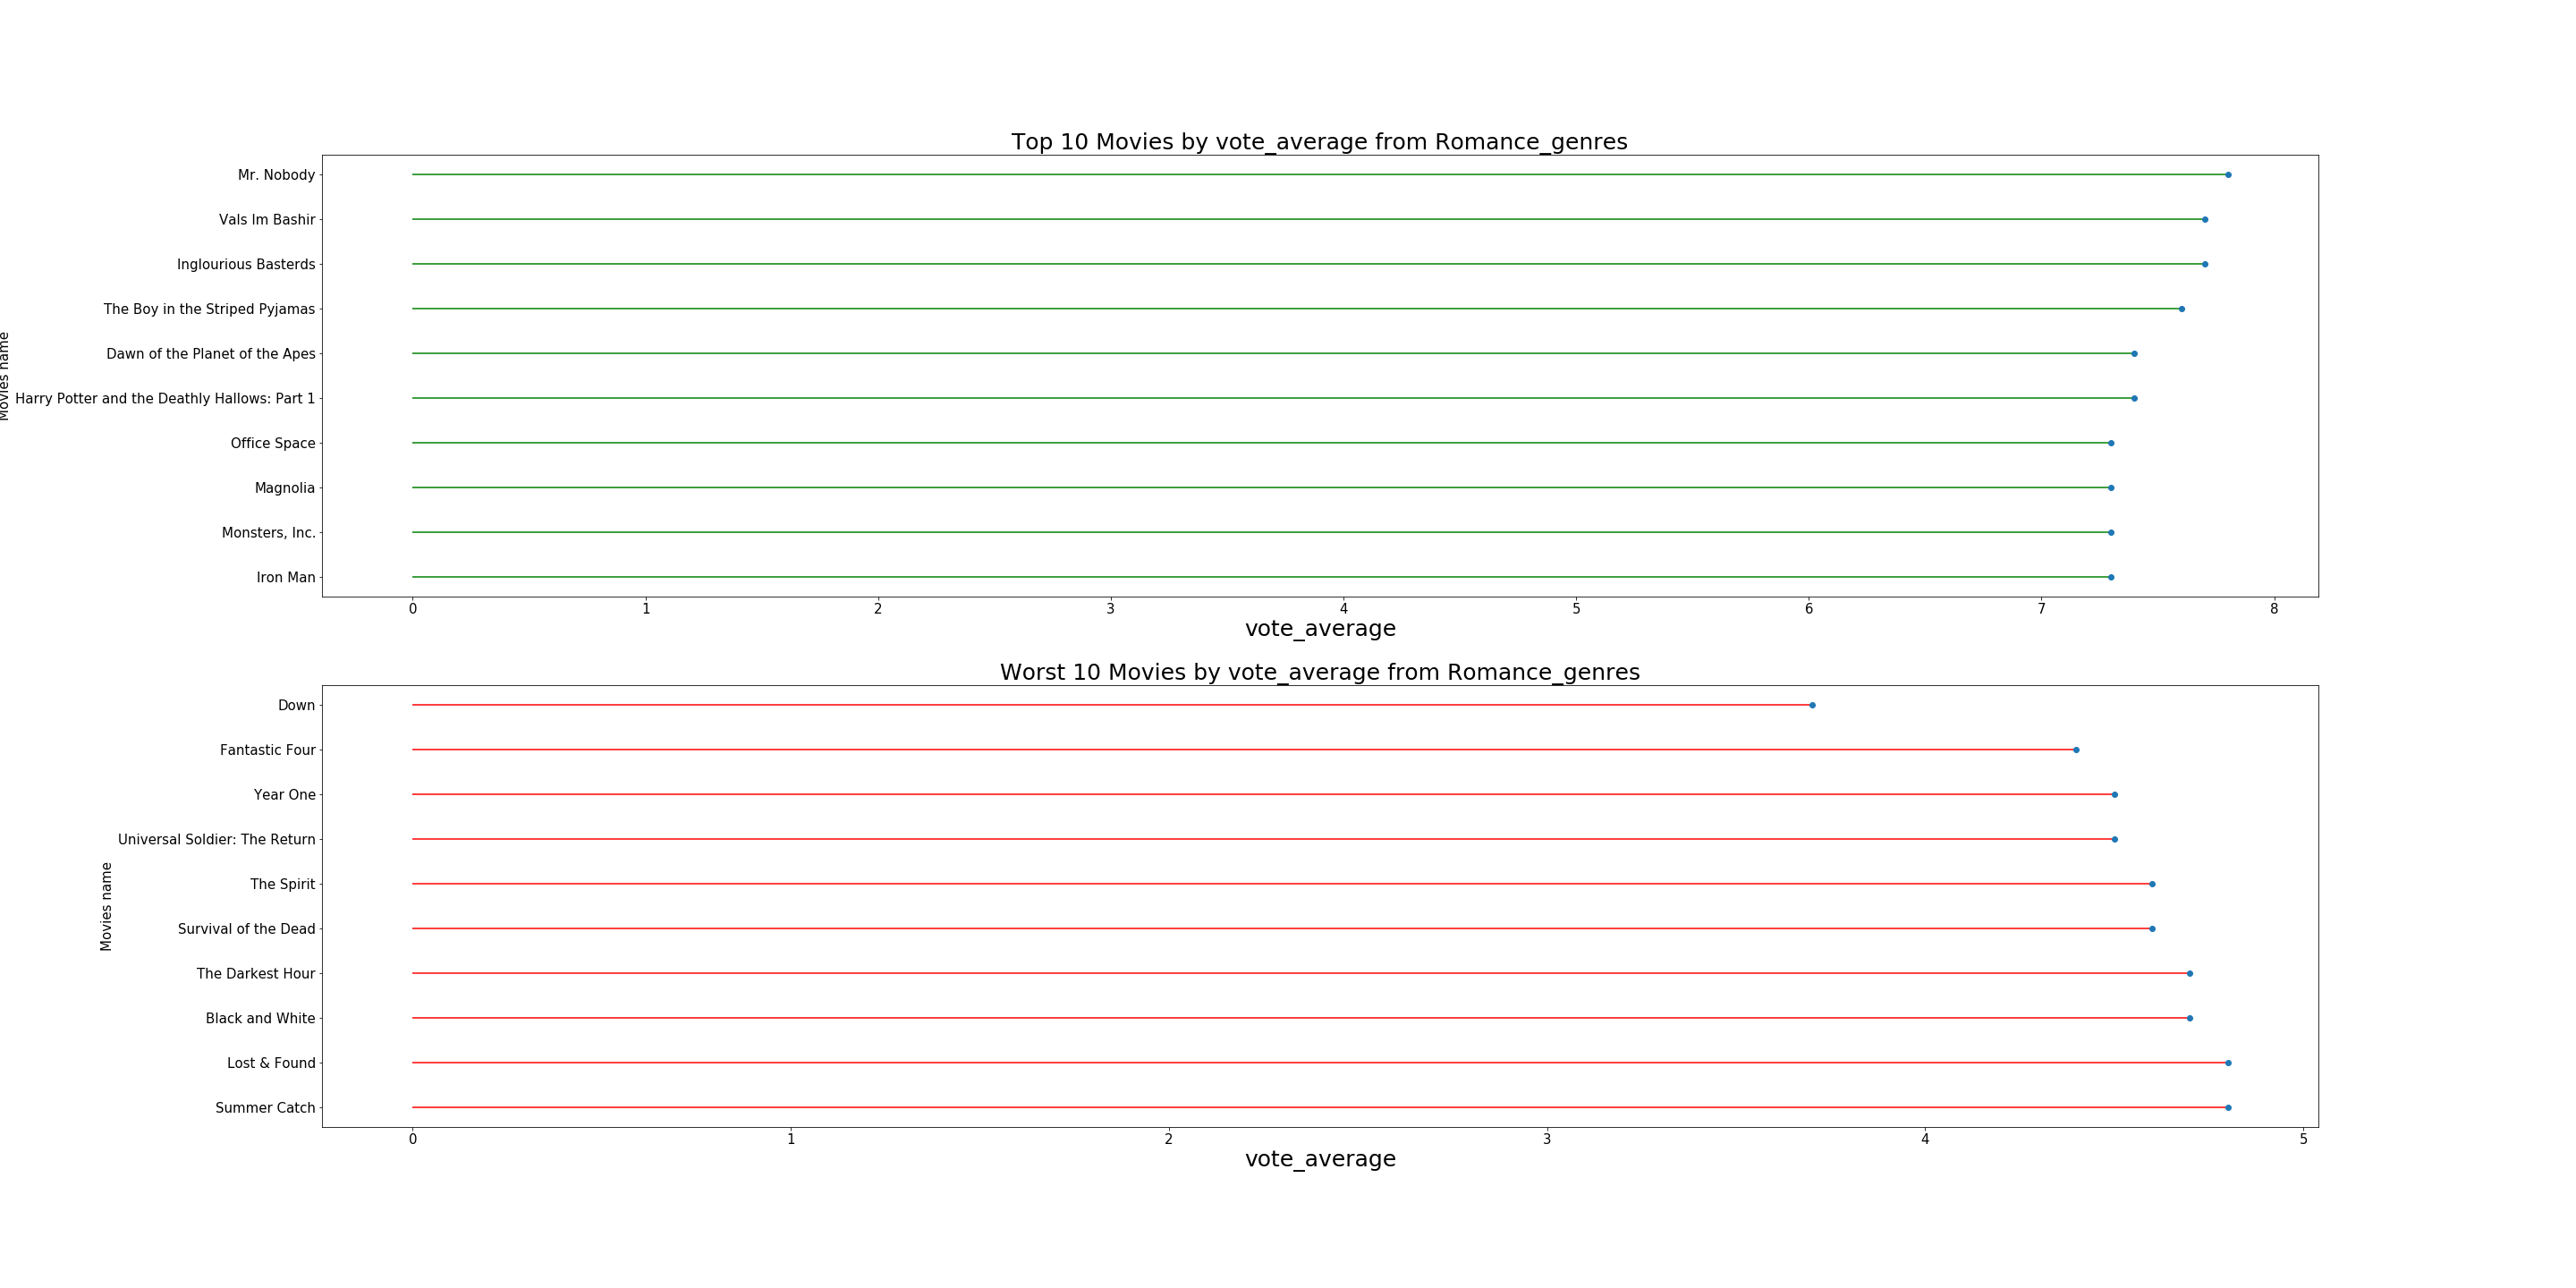 Top 10 Movies by vote_average from Romance_genres
Movies name
Mr. Nobody
Vals Im Bashir
Inglourious Basterds
The Boy in the Striped Pyjamas
Dawn of the Planet of the Apes
Harry Potter and the Deathly Hallows: Part 1
Office Space
Magnolia
Monsters, Inc.
Iron Man
0 1 2 3 4 5 6 7 8
vote_average
Worst 10 Movies by vote_average from Romance_genres
Movies name
Down
Fantastic Four
Year One
Universal Soldier: The Return
The Spirit
Survival of the Dead
The Darkest Hour
Black and White
Lost & Found
Summer Catch
0 1 2 3 4 5
vote_average